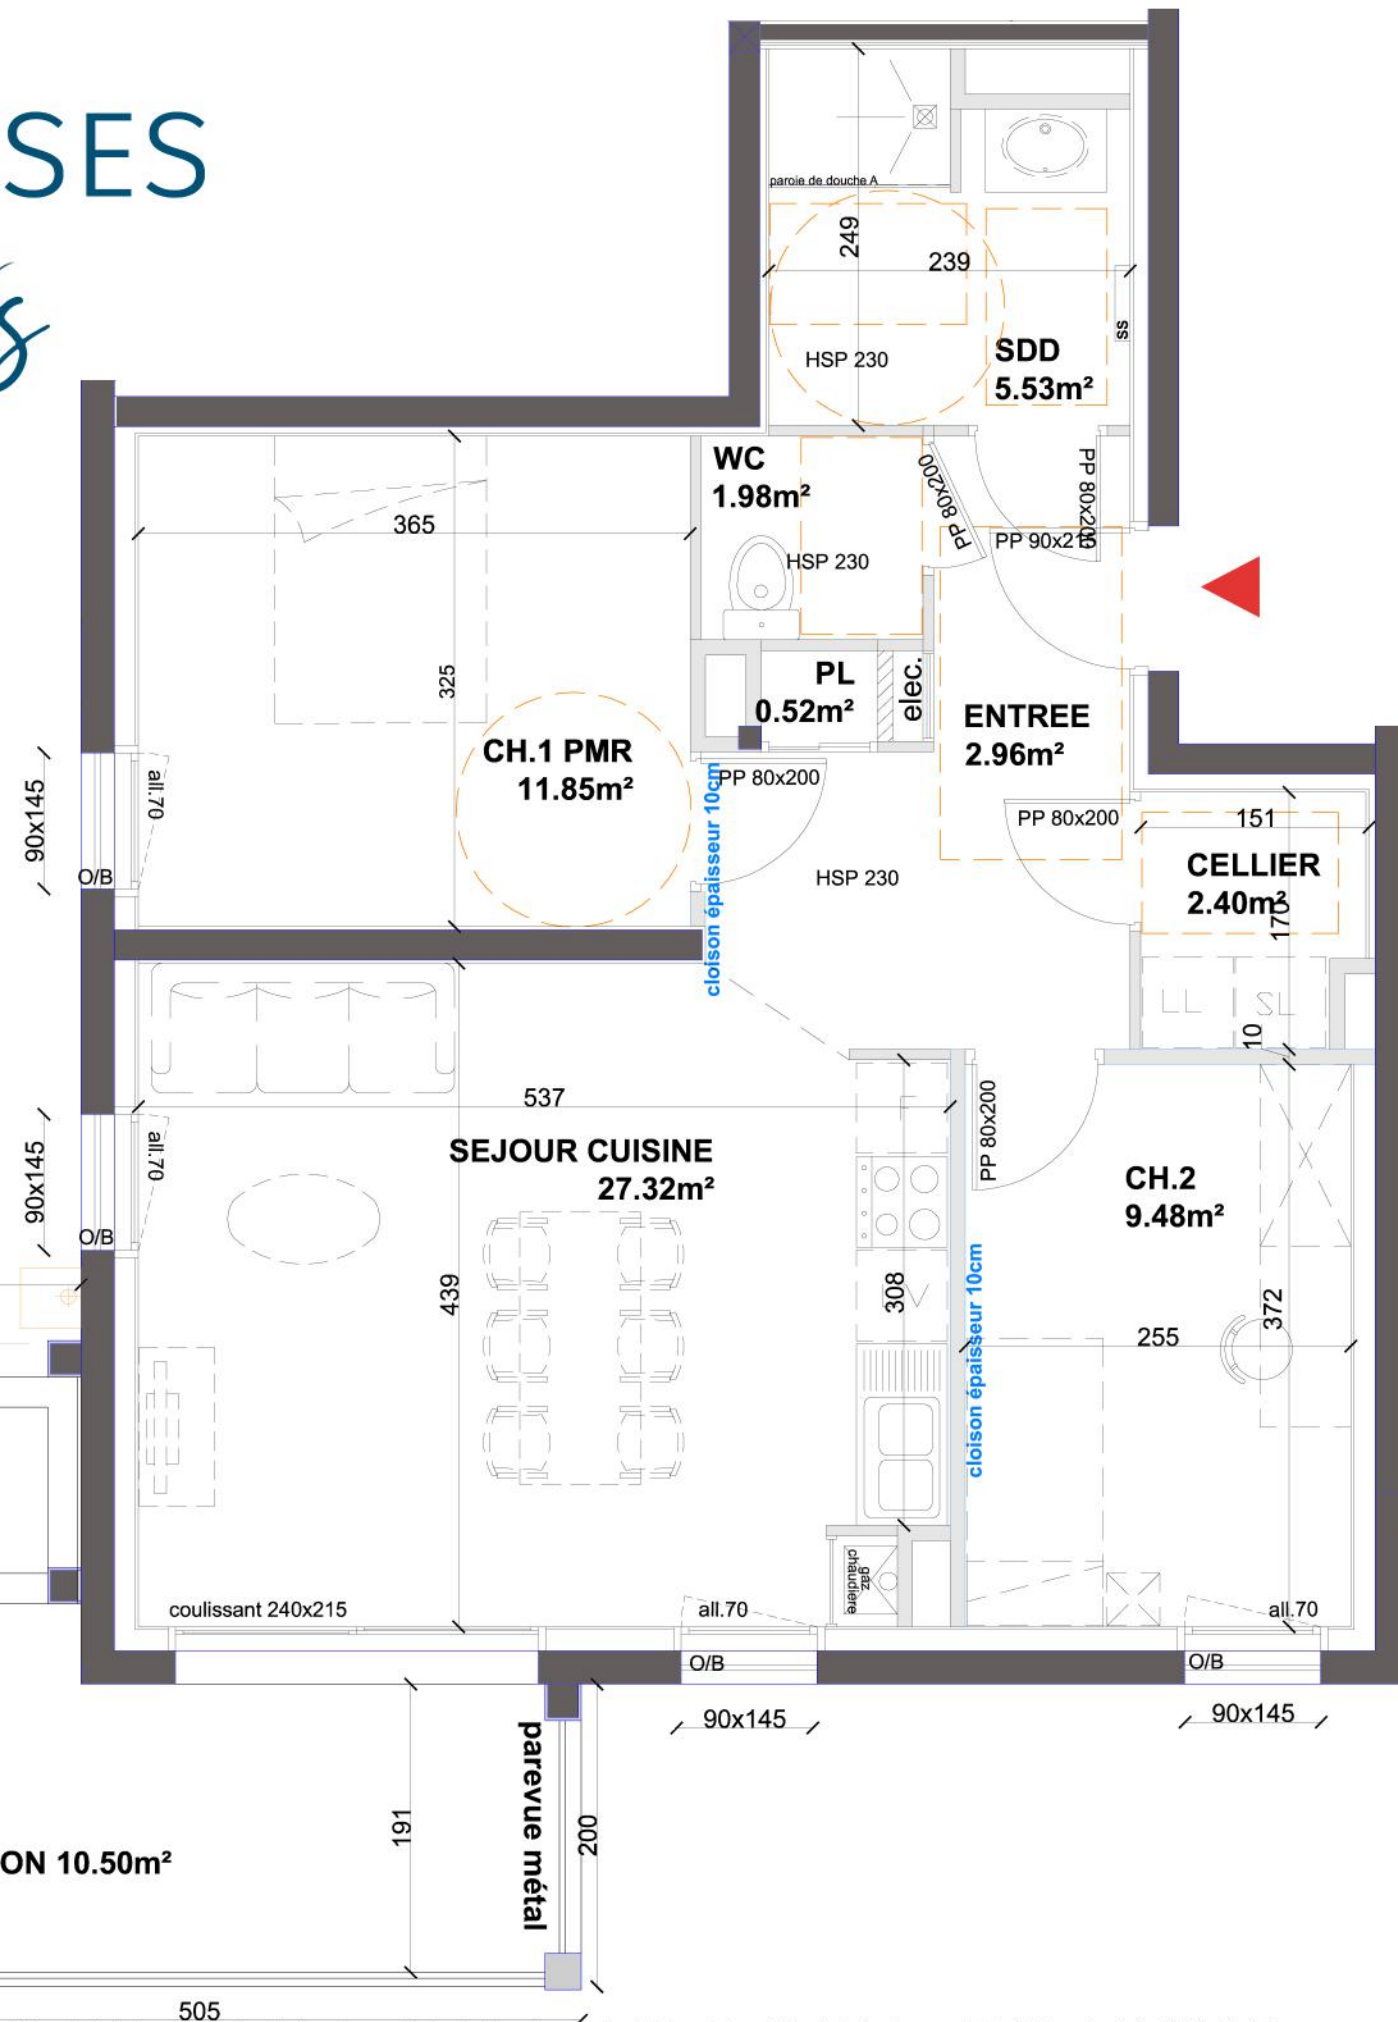 SES
s
paroie de douche A
249
239
ss
HSP 230
SDD
5.53m²
WC
1.98m²
PP 80x200
PP 80x200
PP 90x215
365
HSP 230
325
PL
0.52m²
elec.
ENTREE
2.96m²
CH.1 PMR
11.85m²
90x145
all.70
O/B
PP 80x200
cloison épaisseur 10cm
HSP 230
PP 80x200
151
CELLIER
2.40m²
170
LL
SL
10
537
F
PP 80x200
SEJOUR CUISINE
27.32m²
90x145
all.70
O/B
CH.2
9.48m²
439
308
cloison épaisseur 10cm
372
255
gaz
chaudiere
coulissant 240x215
all.70
all.70
O/B
O/B
90x145
90x145
parevue métal
191
200
ON 10.50m²
505